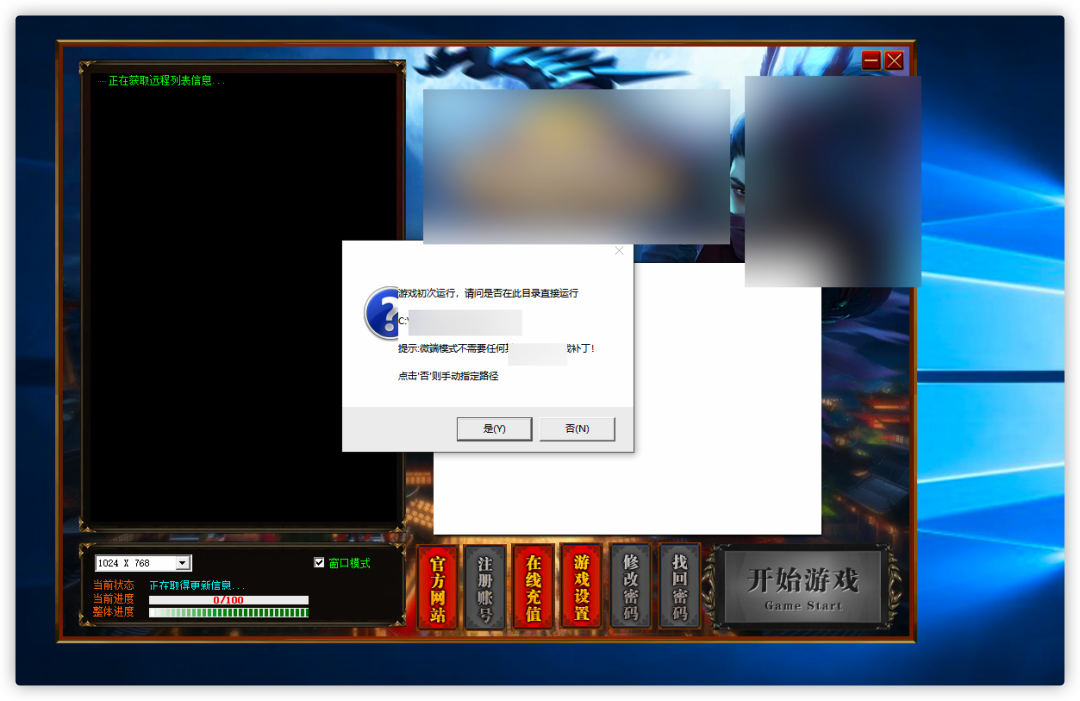 正在获取远程列表信息...
游戏初次运行，请问是否在此目录直接运行
C:\
提示:微端模式不需要任何 戏补丁!
点击'否'则手动指定路径
是(Y)
否(N)
1024 X 768
窗口模式
当前状态 正在取得更新信息...
当前进度 0/100
整体进度
官方网站
注册账号
在线充值
游戏设置
修改密码
找回密码
开始游戏
Game Start